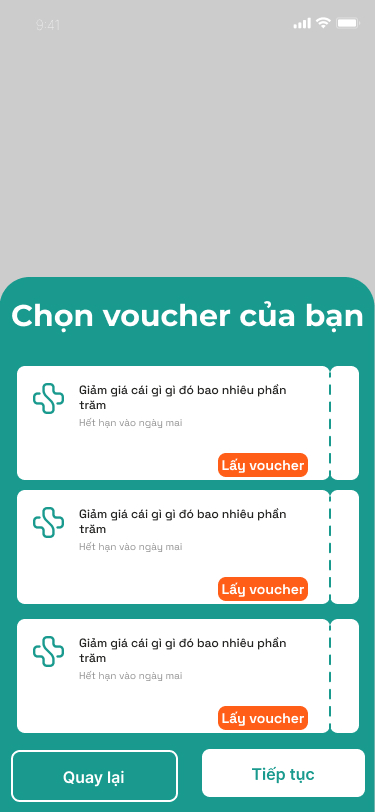 9:41
Chọn voucher của bạn
Giảm giá cái gì gì đó bao nhiêu phần
trăm
Hết hạn vào ngày mai
Lấy voucher
Giảm giá cái gì gì đó bao nhiêu phần
trăm
Hết hạn vào ngày mai
Lấy voucher
Giảm giá cái gì gì đó bao nhiêu phần
trăm
Hết hạn vào ngày mai
Lấy voucher
Quay lại
Tiếp tục